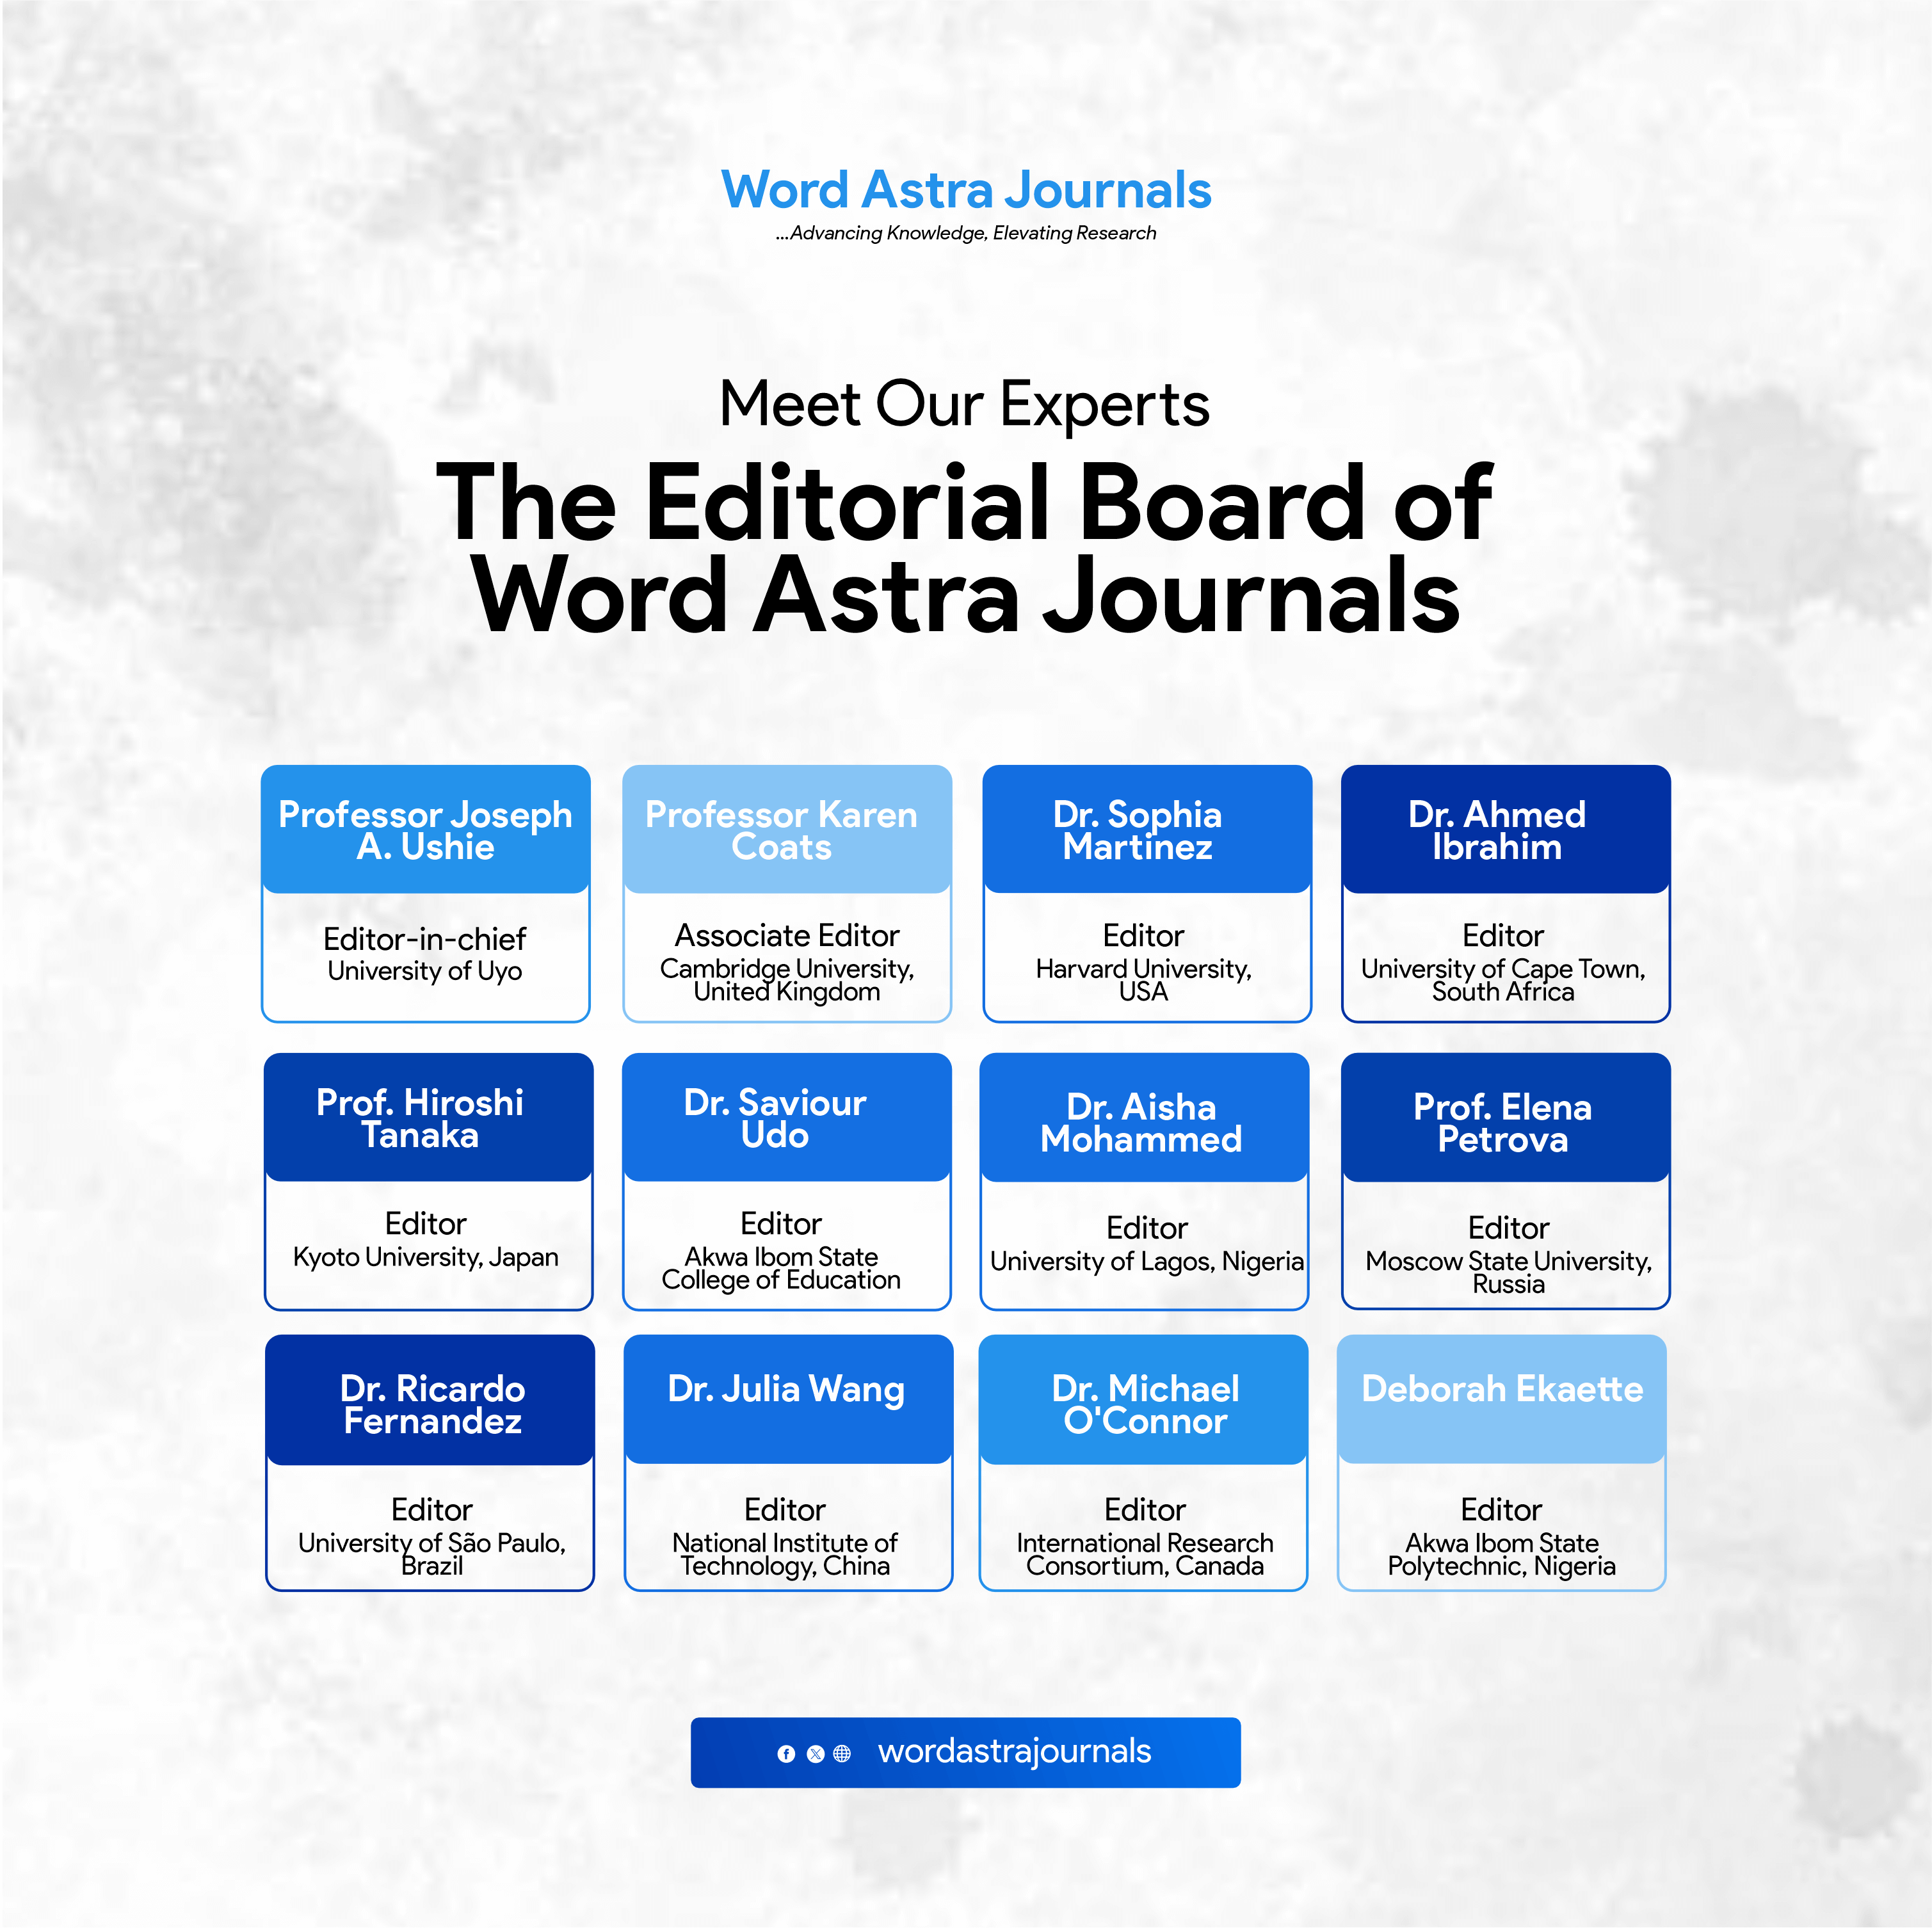 Word Astra Journals
...Advancing Knowledge, Elevating Research
Meet Our Experts
The Editorial Board of
Word Astra Journals
Professor Joseph
A. Ushie
Editor-in-chief
University of Uyo
Professor Karen
Coats
Associate Editor
Cambridge University,
United Kingdom
Dr. Sophia
Martinez
Editor
Harvard University,
USA
Dr. Ahmed
Ibrahim
Editor
University of Cape Town,
South Africa
Prof. Hiroshi
Tanaka
Editor
Kyoto University, Japan
Dr. Saviour
Udo
Editor
Akwa Ibom State
College of Education
Dr. Aisha
Mohammed
Editor
University of Lagos, Nigeria
Prof. Elena
Petrova
Editor
Moscow State University,
Russia
Dr. Ricardo
Fernandez
Editor
University of São Paulo,
Brazil
Dr. Julia Wang
Editor
National Institute of
Technology, China
Dr. Michael
O'Connor
Editor
International Research
Consortium, Canada
Deborah Ekaette
Editor
Akwa Ibom State
Polytechnic, Nigeria
wordastrajournals